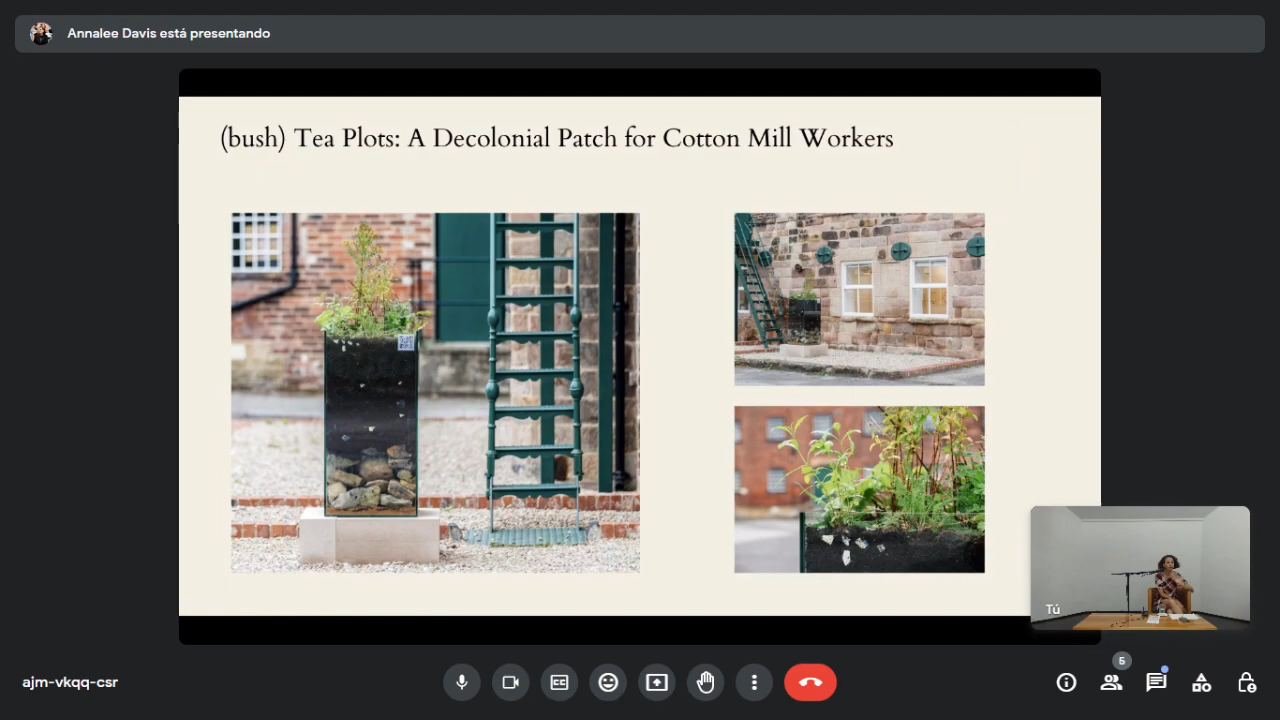 Annalee Davis está presentando
(bush) Tea Plots: A Decolonial Patch for Cotton Mill Workers
Tú
ajm-vkqq-csr
5